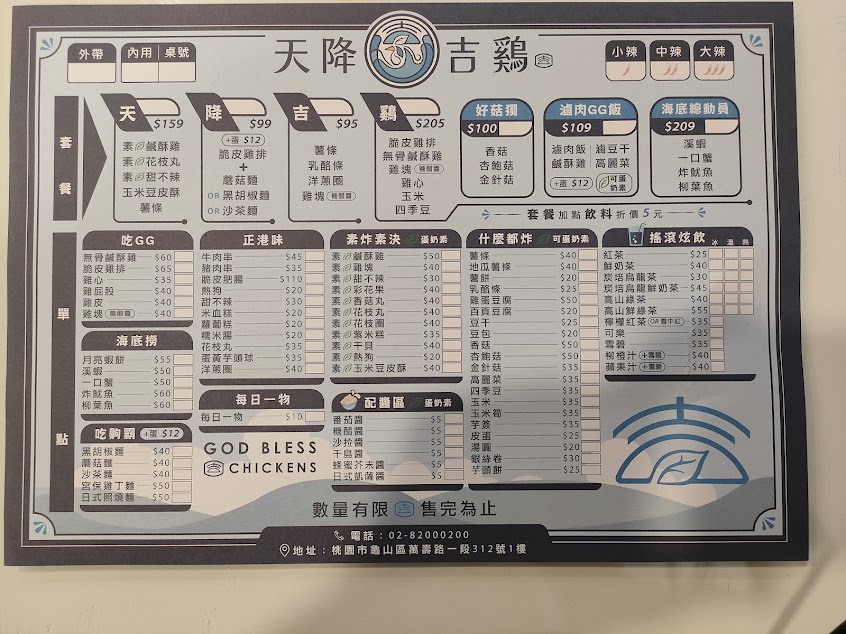 外帶
內用 桌號
天降吉鷄
小辣 中辣 大辣
套餐
天 $159
素鹹酥雞
素花枝丸
素甜不辣
玉米豆皮酥
薯條
降 $99
+蛋 $12
脆皮雞排
+
蘑菇麵
OR 黑胡椒麵
OR 沙茶麵
吉 $95
薯條
乳酪條
洋蔥圈
雞塊 糖醋醬
鷄 $205
脆皮雞排
無骨鹹酥雞
雞塊 糖醋醬
雞心
玉米
四季豆
好菇獨
$100
香菇
杏鮑菇
金針菇
滷肉GG飯
$109
滷肉飯 滷豆干
鹹酥雞 高麗菜
+蛋 $12 可蛋奶素
海底總動員
$209
溪蝦
一口蟹
炸魷魚
柳葉魚
套餐加點飲料折價5元
單點
吃GG
無骨鹹酥雞 $60
脆皮雞排 $65
雞心 $35
雞屁股 $40
雞皮 $40
雞塊 糖醋醬 $40
海底撈
月亮蝦餅 $55
溪蝦 $50
一口蟹 $50
炸魷魚 $60
柳葉魚 $60
吃夠霸 +蛋 $12
黑胡椒麵 $40
蘑菇麵 $40
沙茶麵 $40
宮保雞丁麵 $50
日式照燒麵 $50
正港味
牛肉串 $45
豬肉串 $35
脆皮肥腸 $110
熱狗 $20
甜不辣 $30
米血糕 $20
蘿蔔糕 $20
糯米腸 $20
花枝丸 $35
蛋黃芋頭球 $35
洋蔥圈 $40
每日一物
每日一物 $10
GOD BLESS
CHICKENS
素炸素決 蛋奶素
素鹹酥雞 $50
素雞塊 $40
素甜不辣 $30
素彩花果 $40
素香菇丸 $40
素花枝丸 $40
素花枝圈 $40
素紫米糕 $35
素干貝 $40
素熱狗 $20
素玉米豆皮酥 $40
配醬區 蛋奶素
番茄醬 $5
糖醋醬 $5
沙拉醬 $5
千島醬 $5
蜂蜜芥末醬 $5
日式凱薩醬 $5
什麼都炸 可蛋奶素
薯條 $40
地瓜薯條 $40
薯餅 $20
乳酪條 $25
雞蛋豆腐 $50
百頁豆腐 $20
豆干 $25
豆包 $20
香菇 $50
杏鮑菇 $50
金針菇 $35
高麗菜 $35
四季豆 $35
玉米 $35
玉米筍 $35
芋簽 $35
皮蛋 $25
湯圓 $20
銀絲卷 $30
芋頭餅 $25
搖滾炫飲 冰 溫 熱
紅茶 $25
鮮奶茶 $40
炭培烏龍茶 $30
炭培烏龍鮮奶茶 $45
高山綠茶 $40
高山鮮綠茶 $55
檸檬紅茶 OR 雪中紅 $35
可樂 $35
雪碧 $35
柳橙汁 +雪碧 $40
蘋果汁 +雪碧 $40
數量有限 售完為止
電話：02-82000200
地址：桃園市龜山區萬壽路一段312號1樓